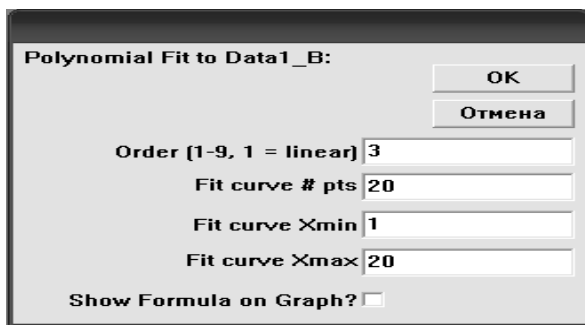 Polynomial Fit to Data1_B:
OK
Отмена
Order (1-9, 1 = linear) 3
Fit curve # pts 20
Fit curve Xmin 1
Fit curve Xmax 20
Show Formula on Graph?